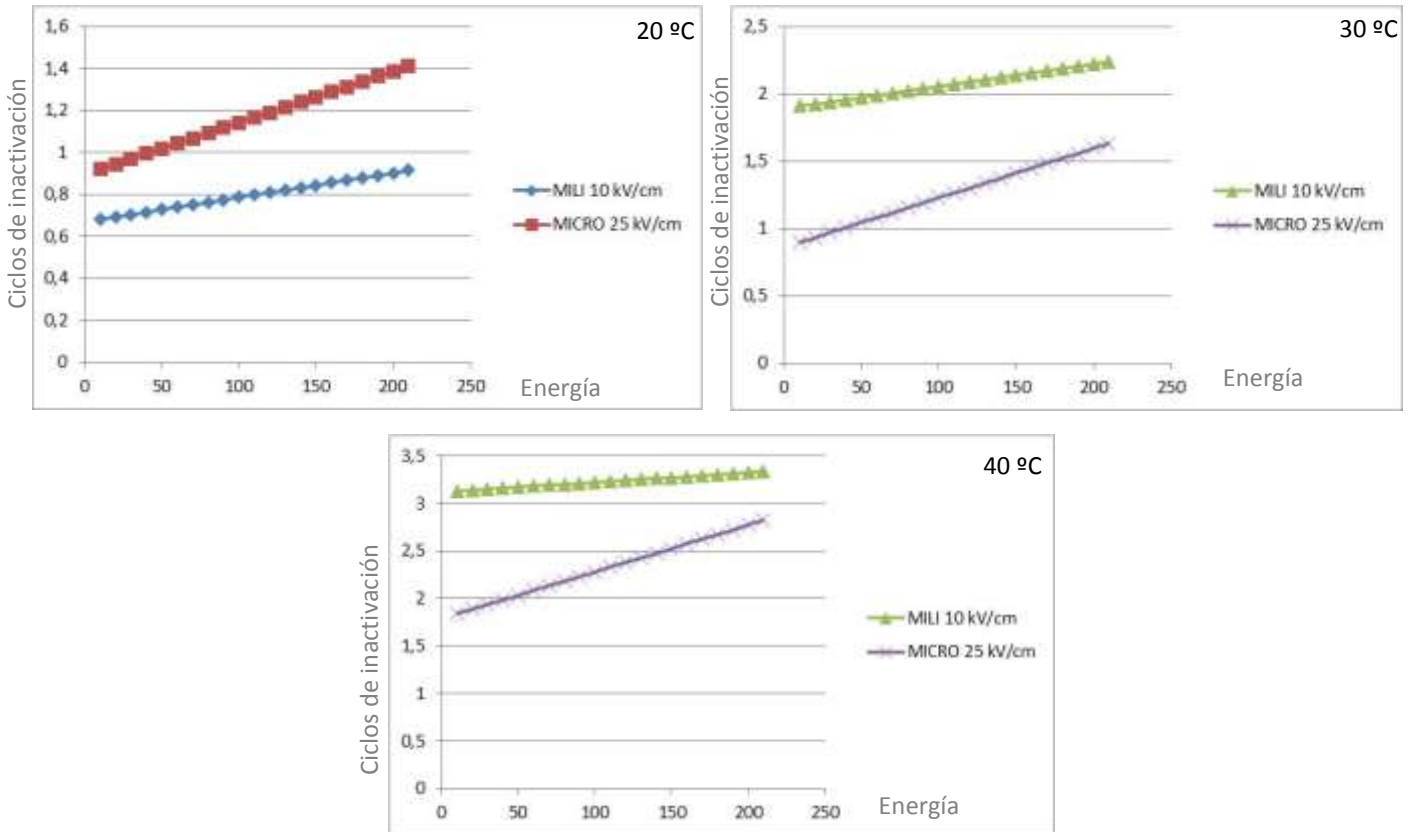 20 ºC
Ciclos de inactivación
1,6
1,4
1,2
1
0,8
0,6
0,4
0,2
0
0 50 100 150 200 250
Energía
MILI 10 kV/cm
MICRO 25 kV/cm
30 ºC
Ciclos de inactivación
2,5
2
1,5
1
0,5
0
0 50 100 150 200 250
Energía
MILI 10 kV/cm
MICRO 25 kV/cm
40 ºC
Ciclos de inactivación
3,5
3
2,5
2
1,5
1
0,5
0
0 50 100 150 200 250
Energía
MILI 10 kV/cm
MICRO 25 kV/cm